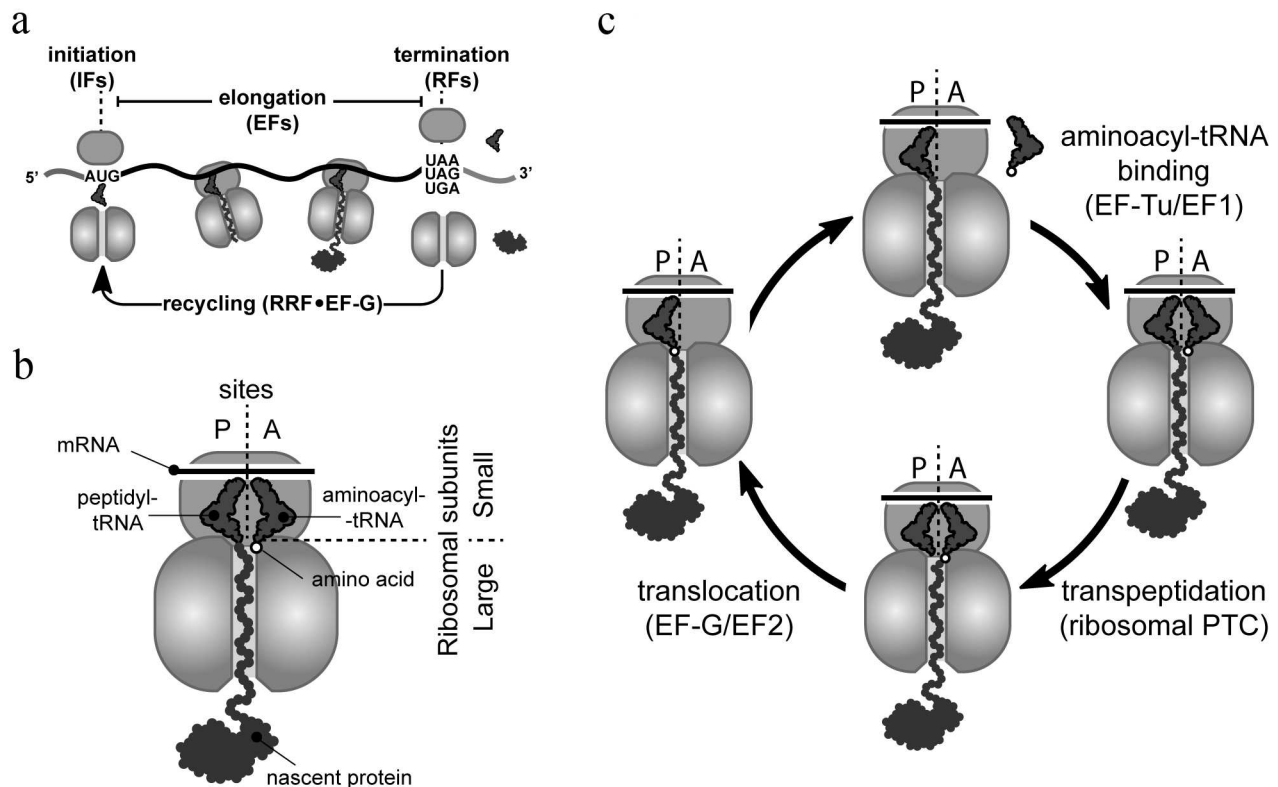 a
initiation
(IFs)
termination
(RFs)
elongation
(EFs)
5'
AUG
UAA
UAG
UGA
3'
recycling (RRF•EF-G)
b
sites
P A
mRNA
peptidyl-
tRNA
aminoacyl-
-tRNA
amino acid
nascent protein
Ribosomal subunits
Small
Large
c
P A
aminoacyl-tRNA
binding
(EF-Tu/EF1)
P A
P A
P A
translocation
(EF-G/EF2)
transpeptidation
(ribosomal PTC)